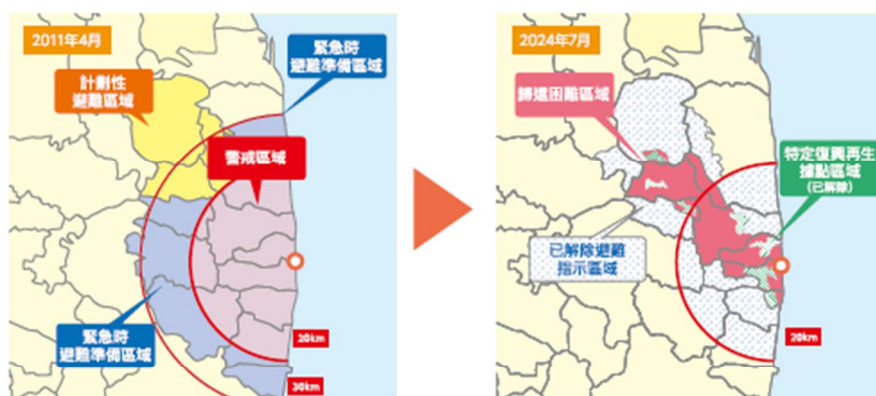 2011年4月
緊急時
避難準備區域
計劃性
避難區域
警戒區域
緊急時
避難準備區域
20km
30km
2024年7月
歸還困難區域
特定復興再生
據點區域
(已解除)
已解除避難
指示區域
20km